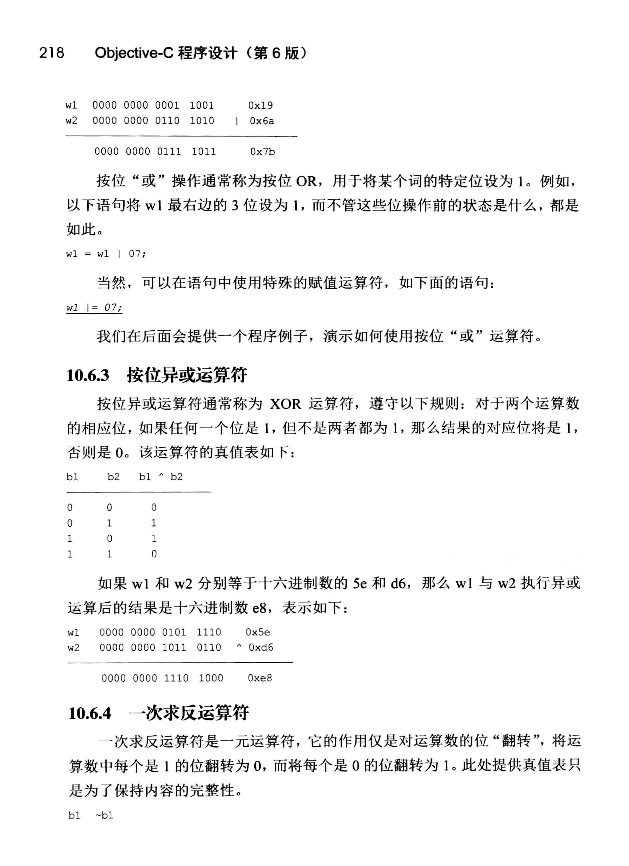 218 Objective-C 程序设计（第 6 版）
w1 0000 0000 0001 1001 0x19
w2 0000 0000 0110 1010 | 0x6a
0000 0000 0111 1011 0x7b
按位“或”操作通常称为按位 OR，用于将某个词的特定位设为 1。例如，
以下语句将 w1 最右边的 3 位设为 1，而不管这些位操作前的状态是什么，都是
如此。
w1 = w1 | 07;
当然，可以在语句中使用特殊的赋值运算符，如下面的语句：
w1 |= 07;
我们在后面会提供一个程序例子，演示如何使用按位“或”运算符。
10.6.3 按位异或运算符
按位异或运算符通常称为 XOR 运算符，遵守以下规则：对于两个运算数
的相应位，如果任何一个位是 1，但不是两者都为 1，那么结果的对应位将是 1，
否则是 0。该运算符的真值表如下：
b1 b2 b1 ^ b2
0 0 0
0 1 1
1 0 1
1 1 0
如果 w1 和 w2 分别等于十六进制数的 5e 和 d6，那么 w1 与 w2 执行异或
运算后的结果是十六进制数 e8，表示如下：
w1 0000 0000 0101 1110 0x5e
w2 0000 0000 1011 0110 ^ 0xd6
0000 0000 1110 1000 0xe8
10.6.4 一次求反运算符
一次求反运算符是一元运算符，它的作用仅是对运算数的位“翻转”，将运
算数中每个是 1 的位翻转为 0，而将每个是 0 的位翻转为 1。此处提供真值表只
是为了保持内容的完整性。
b1 ~b1